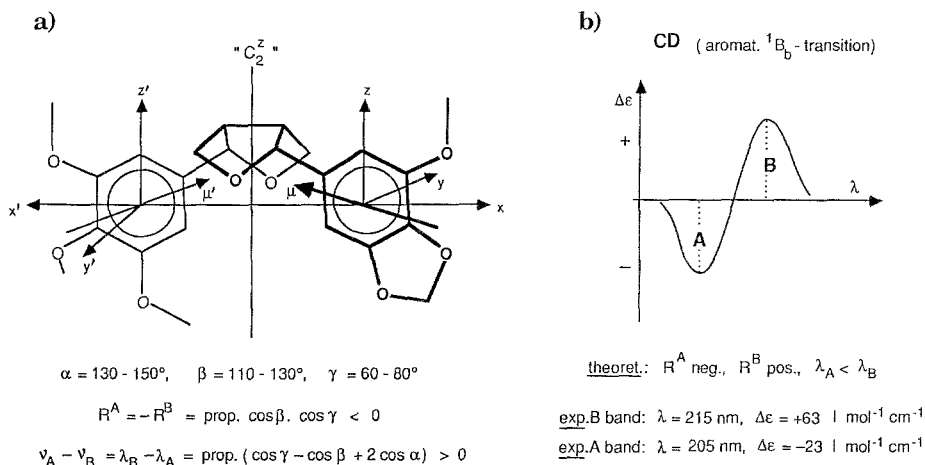 a)
"C₂ᶻ"
z'
z
O
O
O
O
y
μ'
μ
x'
x
O
y'
O
O
O
α = 130 - 150°, β = 110 - 130°, γ = 60 - 80°
Rᴬ = – Rᴮ = prop. cosβ. cosγ < 0
νA – νB = λB – λA = prop. ( cosγ – cosβ + 2 cosα ) > 0
b)
CD ( aromat. ¹Bb - transition)
Δε
+
B
λ
A
–
theoret.: Rᴬ neg., Rᴮ pos., λA < λB
exp.B band: λ = 215 nm, Δε = +63 l mol⁻¹ cm⁻¹
exp.A band: λ = 205 nm, Δε = –23 l mol⁻¹ cm⁻¹